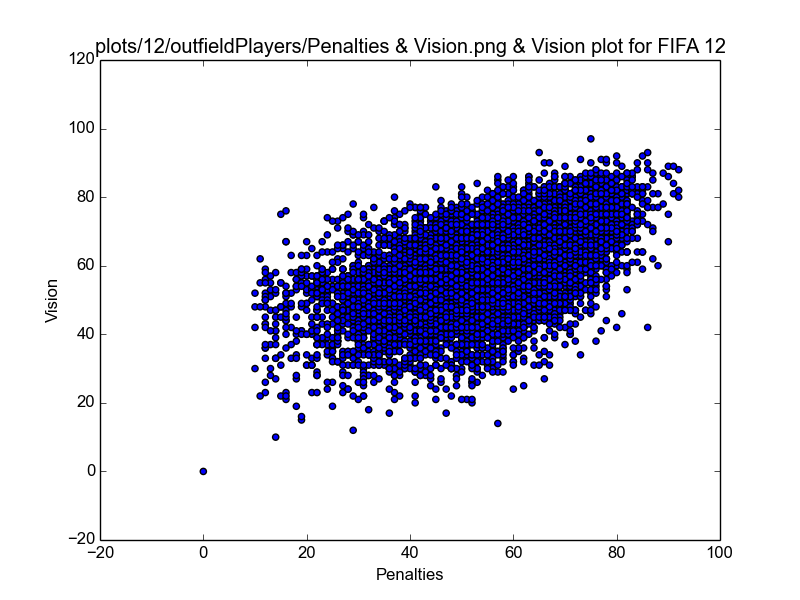 plots/12/outfieldPlayers/Penalties & Vision.png & Vision plot for FIFA 12
120
100
80
60
40
20
0
−20
Vision
−20 0 20 40 60 80 100
Penalties